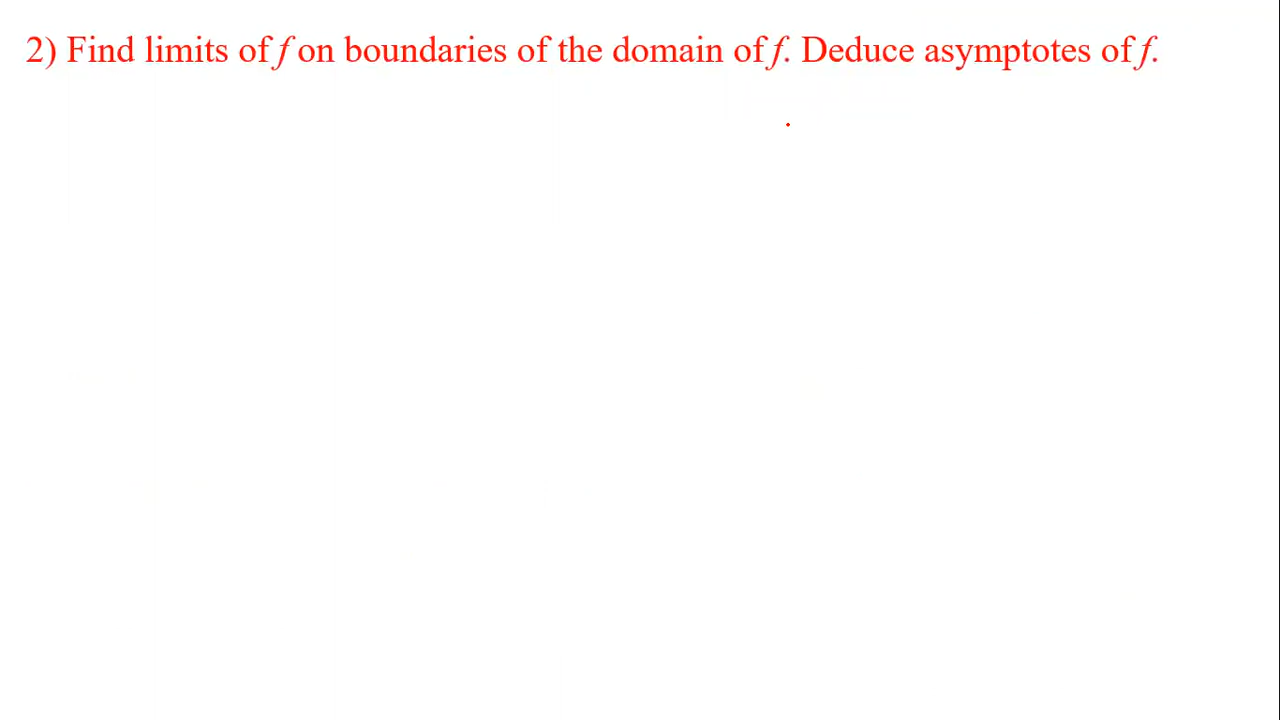 2) Find limits of f on boundaries of the domain of f. Deduce asymptotes of f.